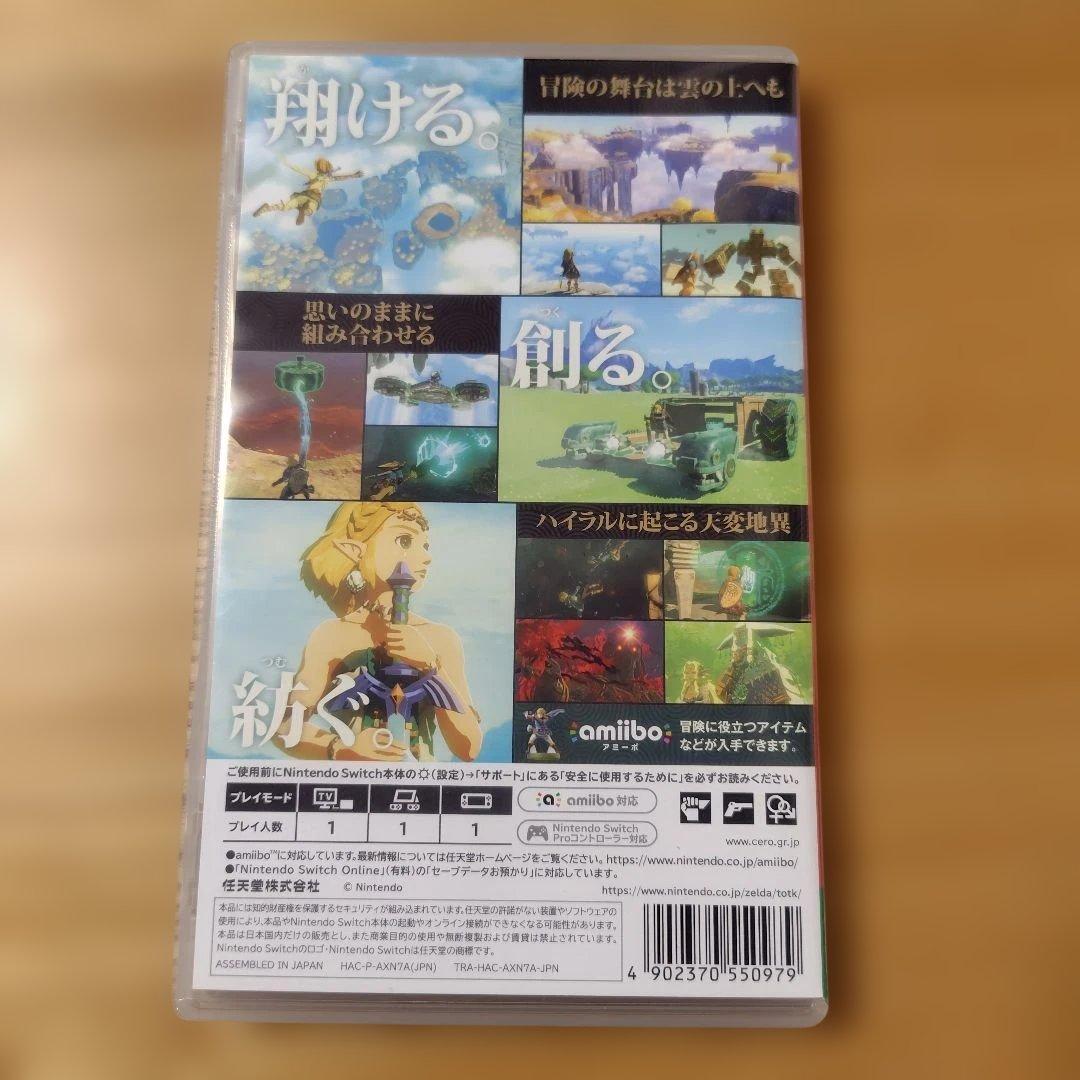 か
翔ける。
冒険の舞台は雲の上へも
思いのままに
組み合わせる
つく
創る。
ハイラルに起こる天変地異
つむ
紡ぐ。
amiibo
アミーボ
冒険に役立つアイテム
などが入手できます。
ご使用前にNintendo Switch本体の(設定)→「サポート」にある「安全に使用するために」を必ずお読みください。
プレイモード TV
プレイ人数 1 1 1
a amiibo 対応
Nintendo Switch
Proコントローラー対応
www.cero.gr.jp
●amiibo™に対応しています。最新情報については任天堂ホームページをご覧ください。https://www.nintendo.co.jp/amiibo/
●「Nintendo Switch Online」(有料)の「セーブデータお預かり」に対応しています。
任天堂株式会社 © Nintendo
https://www.nintendo.co.jp/zelda/totk/
本品には知的財産権を保護するセキュリティが組み込まれています。任天堂の許諾がない装置やソフトウェアの
使用により、本品やNintendo Switch本体の起動やオンライン接続ができなくなる可能性があります。
本品は日本国内だけの販売とし、また商業目的の使用や無断複製および賃貸は禁止されています。
Nintendo Switchのロゴ・Nintendo Switchは任天堂の商標です。
ASSEMBLED IN JAPAN HAC-P-AXN7A(JPN) TRA-HAC-AXN7A-JPN
4 902370 550979